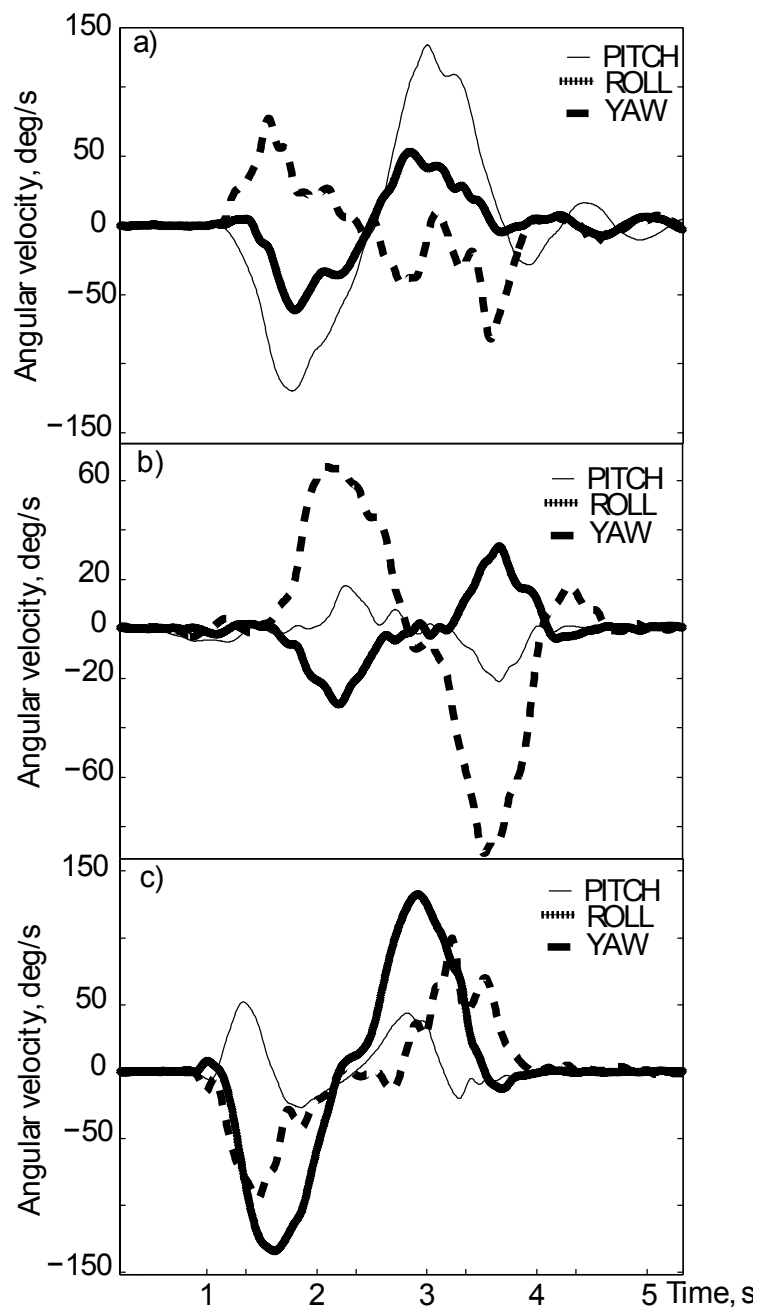 150
a)
PITCH
ROLL
YAW
50
0
−50
−150
Angular velocity, deg/s
b)
60
PITCH
ROLL
YAW
20
0
−20
−60
Angular velocity, deg/s
150
c)
PITCH
ROLL
YAW
50
0
−50
−150
Angular velocity, deg/s
1 2 3 4 5 Time, s